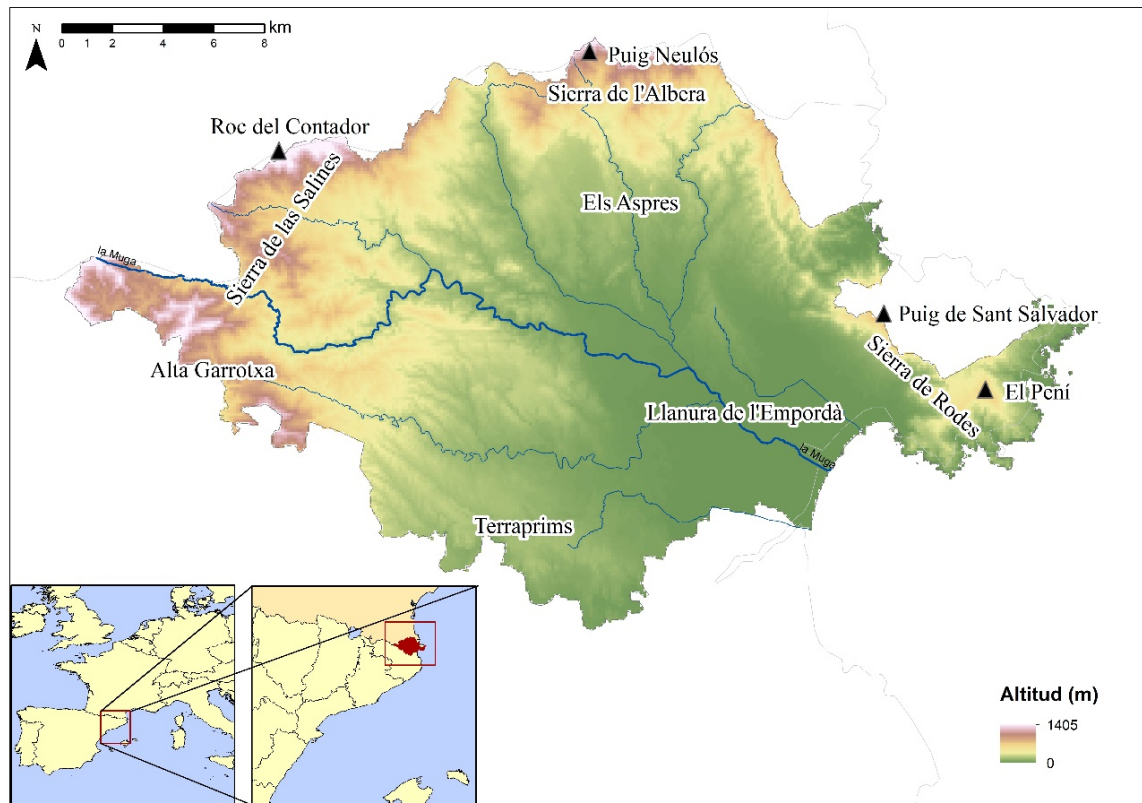 N
0 1 2 4 6 8
km
Puig Neulós
Sierra de l'Albera
Roc del Contador
Sierra de las Salines
Els Aspres
la Muga
Puig de Sant Salvador
Sierra de Rodes
Alta Garrotxa
El Pení
Llanura de l'Empordà
la Muga
Terraprims
Altitud (m)
1405
0